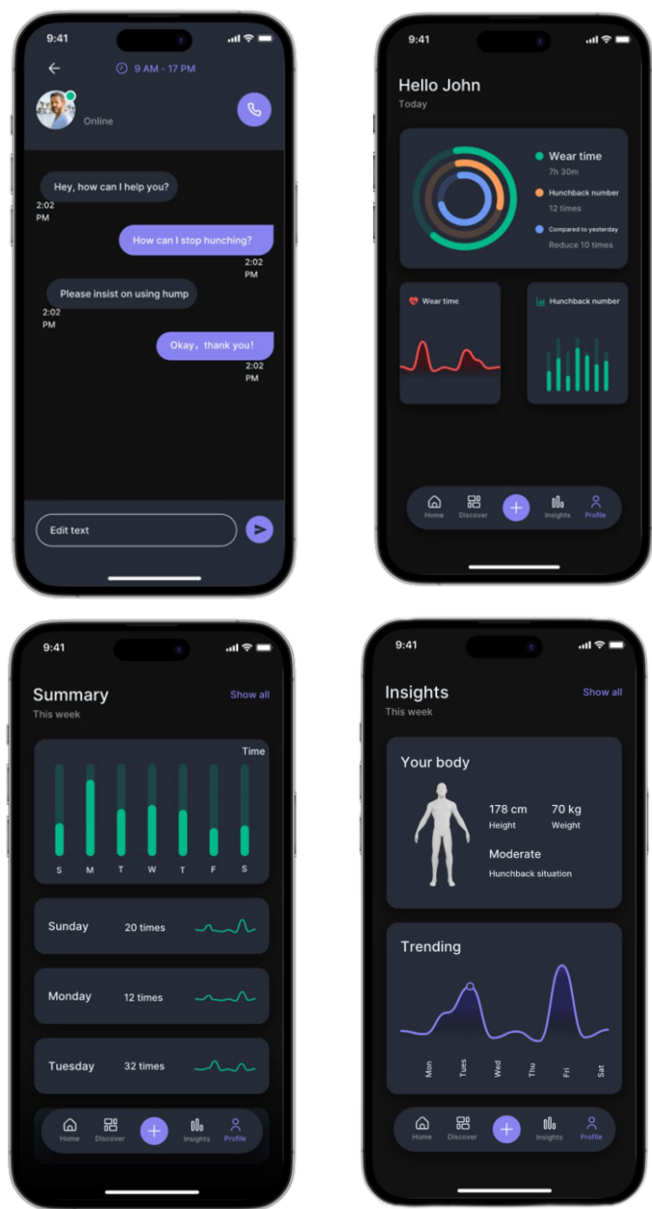 9:41
9 AM - 17 PM
Online
Hey, how can I help you?
2:02
PM
How can I stop hunching?
2:02
PM
Please insist on using hump
2:02
PM
Okay, thank you!
2:02
PM
Edit text
9:41
Hello John
Today
Wear time
7h 30m
Hunchback number
12 times
Compared to yesterday
Reduce 10 times
Wear time
Hunchback number
Home Discover Insights Profile
9:41
Summary Show all
This week
Time
S M T W T F S
Sunday 20 times
Monday 12 times
Tuesday 32 times
Home Discover Insights Profile
9:41
Insights Show all
This week
Your body
178 cm 70 kg
Height Weight
Moderate
Hunchback situation
Trending
Mon Tues Wed Thu Fri Sat
Home Discover Insights Profile